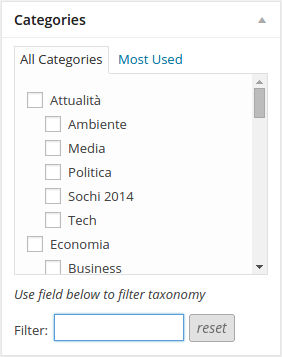 Categories
All Categories Most Used
Attualità
Ambiente
Media
Politica
Sochi 2014
Tech
Economia
Business
Use field below to filter taxonomy
Filter: reset